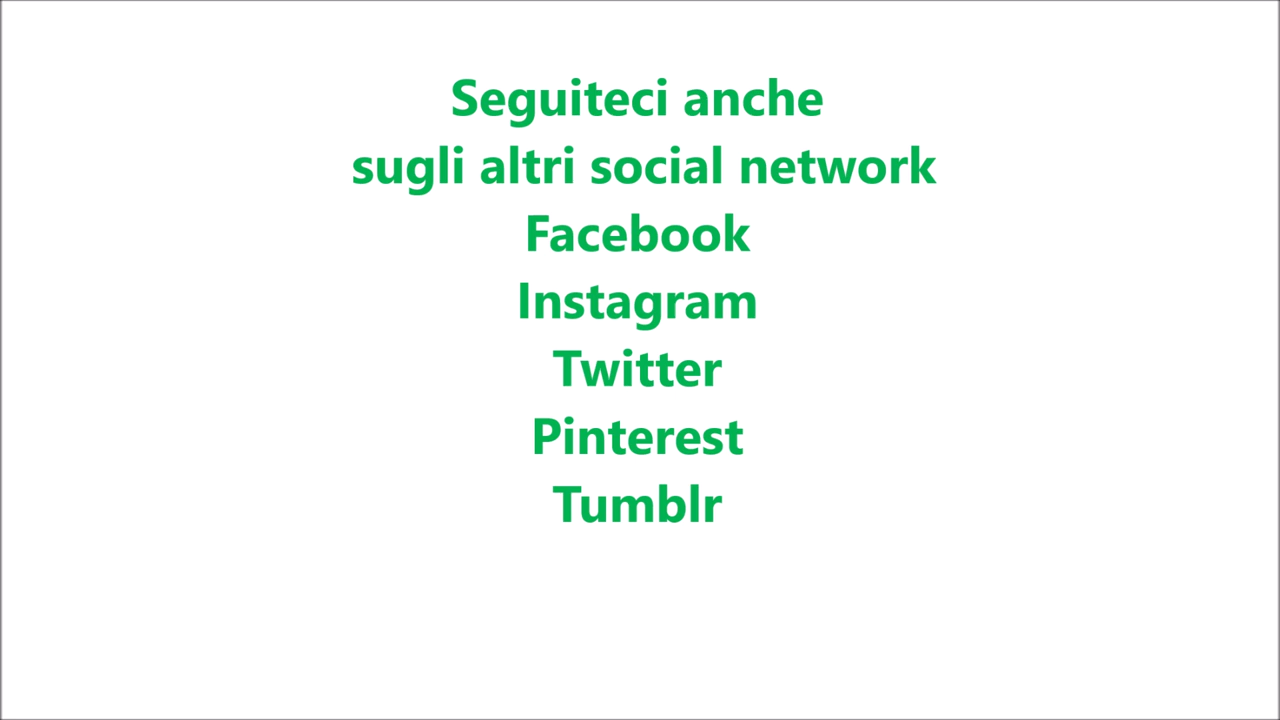 Seguiteci anche
sugli altri social network
Facebook
Instagram
Twitter
Pinterest
Tumblr